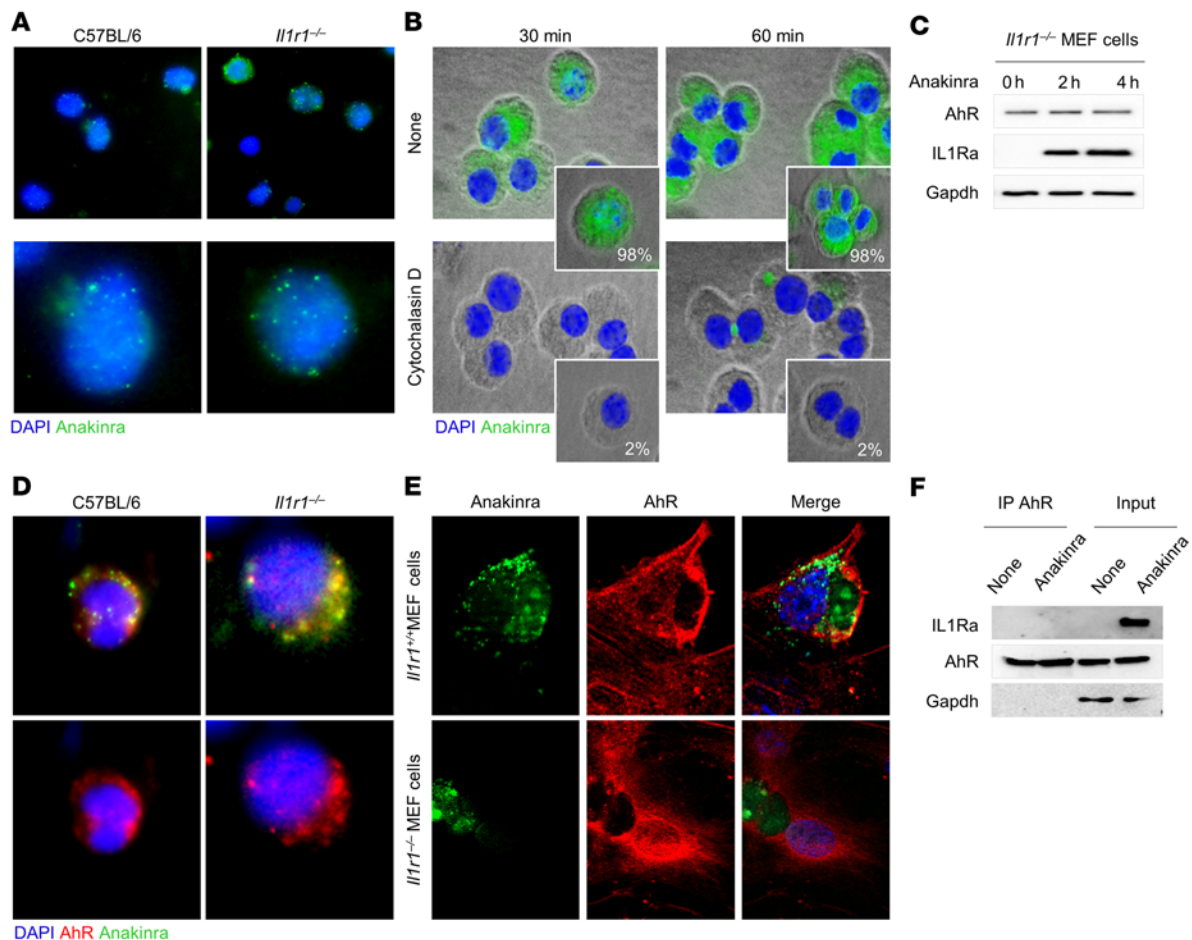 A
C57BL/6
Il1r1–/–
DAPI Anakinra
B
30 min
60 min
None
98%
98%
Cytochalasin D
2%
2%
DAPI Anakinra
C
Il1r1–/– MEF cells
Anakinra
0 h
2 h
4 h
AhR
IL1Ra
Gapdh
D
C57BL/6
Il1r1–/–
DAPI AhR Anakinra
E
Anakinra
AhR
Merge
Il1r1+/+MEF cells
Il1r1–/– MEF cells
F
IP AhR
Input
None
Anakinra
None
Anakinra
IL1Ra
AhR
Gapdh